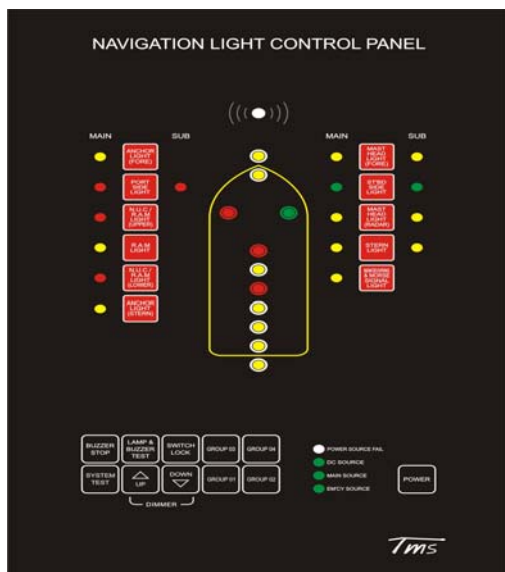 NAVIGATION LIGHT CONTROL PANEL
MAIN
SUB
ANCHOR
LIGHT
(FORE)
PORT
SIDE
LIGHT
N.U.C /
R.A.M
LIGHT
(UPPER)
R.A.M
LIGHT
N.U.C /
R.A.M
LIGHT
(LOWER)
ANCHOR
LIGHT
(STERN)
MAIN
SUB
MAST
HEAD
LIGHT
(FORE)
ST'BD
SIDE
LIGHT
MAST
HEAD
LIGHT
(RADAR)
STERN
LIGHT
& MORSE
SIGNAL
LIGHT
BUZZER
STOP
LAMP &
BUZZER
TEST
SWITCH
LOCK
GROUP 03
GROUP 04
SYSTEM
TEST
UP
DOWN
GROUP 01
GROUP 02
DIMMER
POWER SOURCE FAIL
DC SOURCE
MAIN SOURCE
EM'CY SOURCE
POWER
Tms